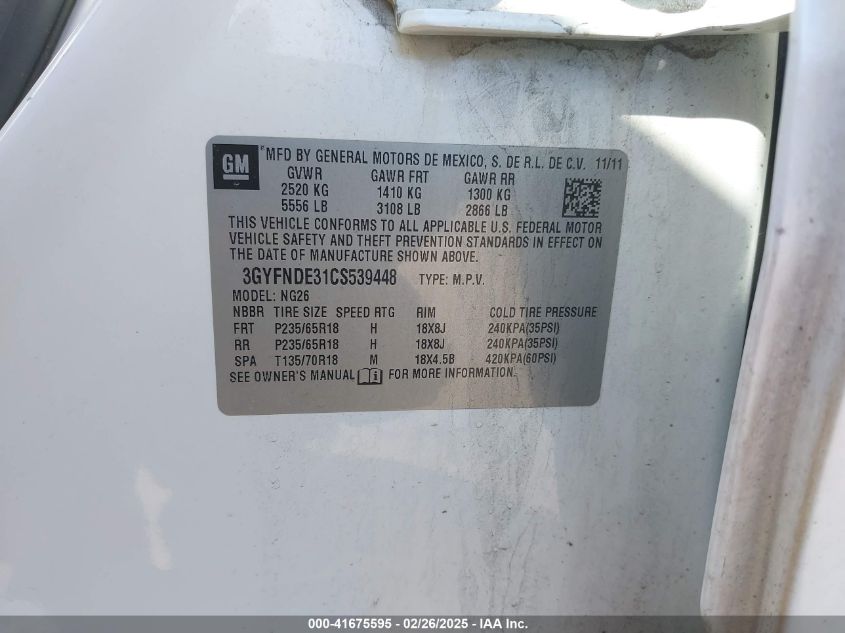 GM
MFD BY GENERAL MOTORS DE MEXICO, S. DE R.L. DE C.V. 11/11
GVWR GAWR FRT GAWR RR
2520 KG 1410 KG 1300 KG
5556 LB 3108 LB 2866 LB
THIS VEHICLE CONFORMS TO ALL APPLICABLE U.S. FEDERAL MOTOR
VEHICLE SAFETY AND THEFT PREVENTION STANDARDS IN EFFECT ON
THE DATE OF MANUFACTURE SHOWN ABOVE.
3GYFNDE31CS539448 TYPE: M.P.V.
MODEL: NG26
NBBR TIRE SIZE SPEED RTG RIM COLD TIRE PRESSURE
FRT P235/65R18 H 18X8J 240KPA(35PSI)
RR P235/65R18 H 18X8J 240KPA(35PSI)
SPA T135/70R18 M 18X4.5B 420KPA(60PSI)
SEE OWNER'S MANUAL FOR MORE INFORMATION.
000-41675595 - 02/26/2025 - IAA Inc.